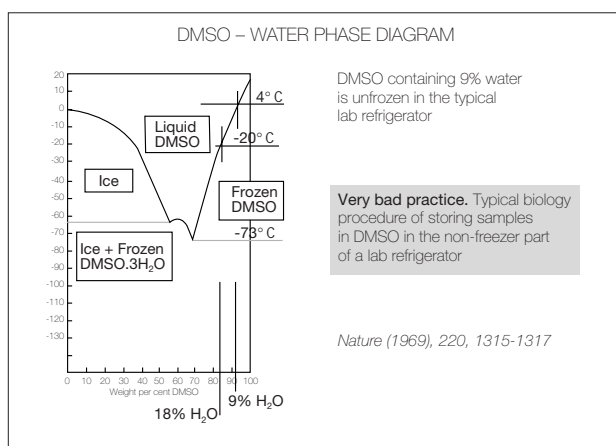 DMSO – WATER PHASE DIAGRAM
20
10
0
-10
-20
-30
-40
-50
-60
-70
-80
-90
-100
-110
-120
-130
4° C
Liquid
DMSO
-20° C
Ice
Frozen
DMSO
-73° C
Ice + Frozen
DMSO.3H₂O
0 10 20 30 40 50 60 70 80 90 100
Weight per cent DMSO
18% H₂O
9% H₂O
DMSO containing 9% water
is unfrozen in the typical
lab refrigerator
Very bad practice. Typical biology
procedure of storing samples
in DMSO in the non-freezer part
of a lab refrigerator
Nature (1969), 220, 1315-1317